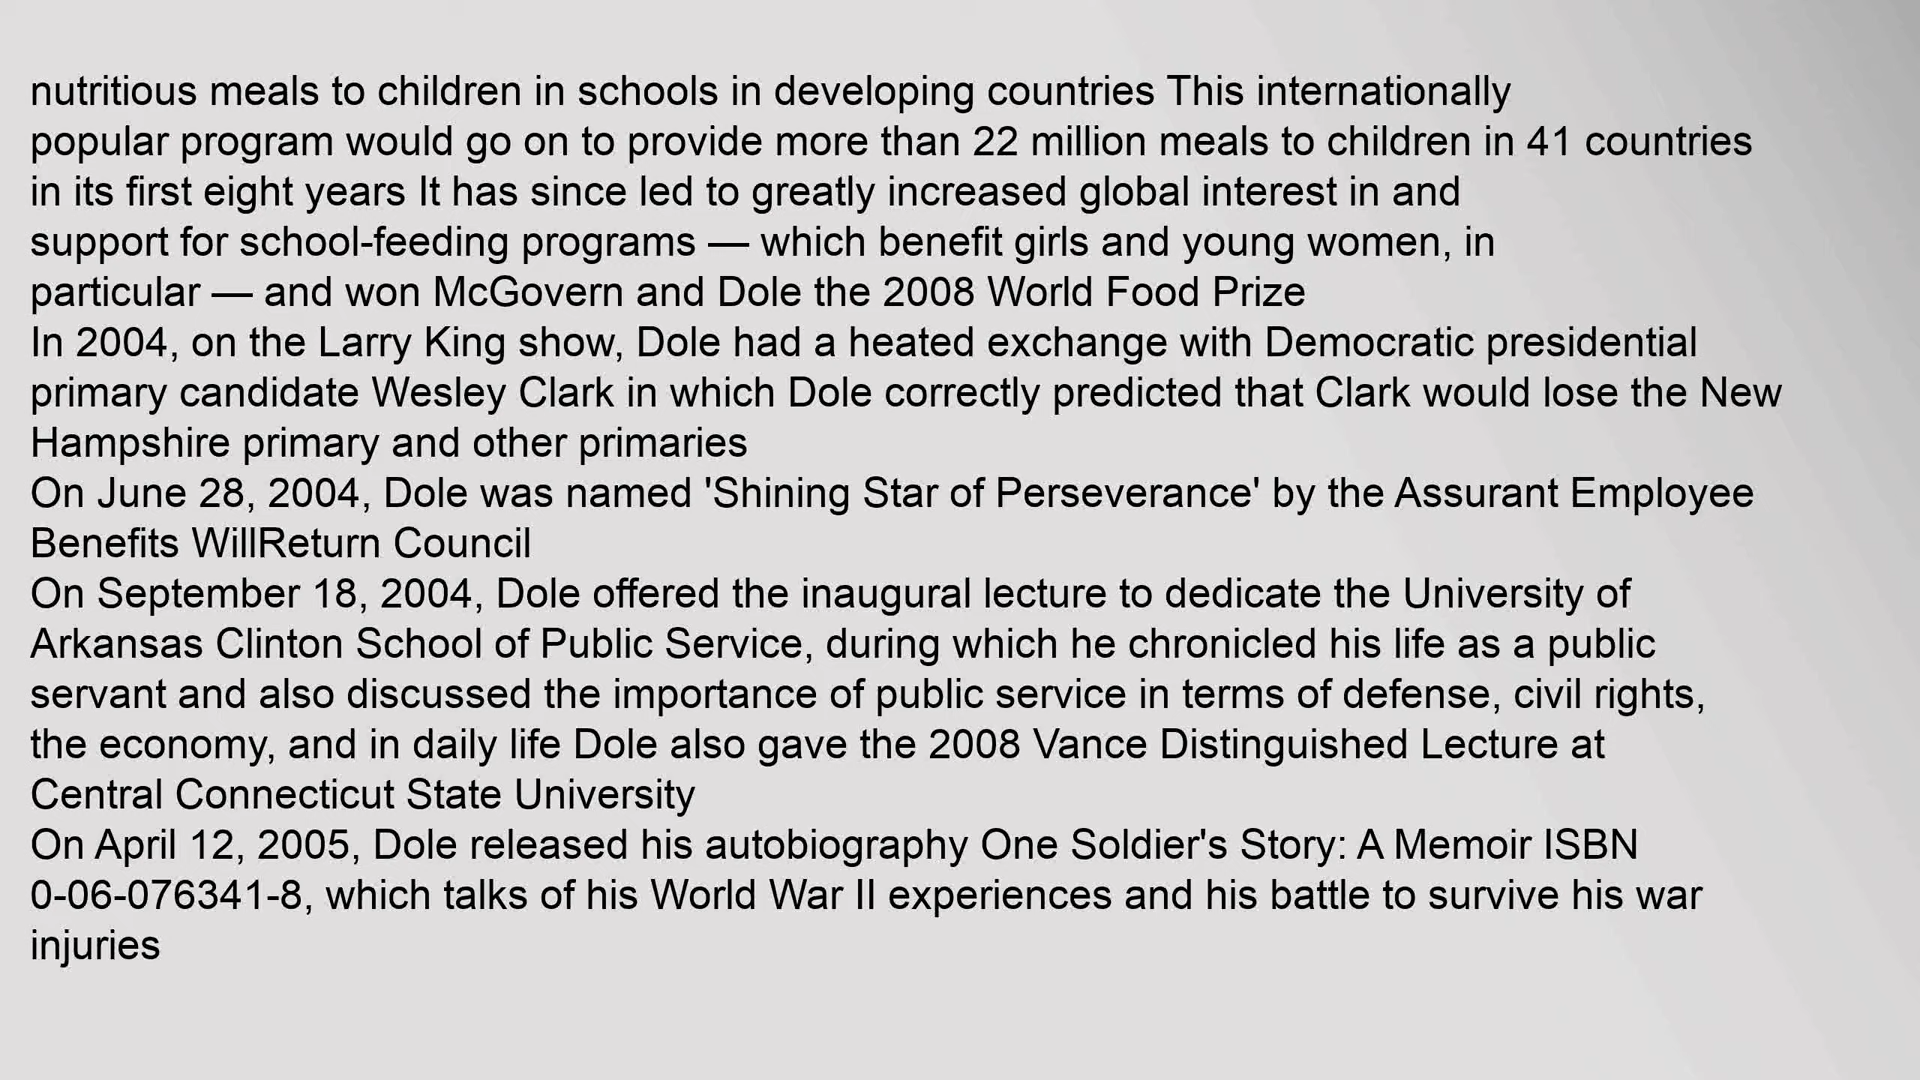 nutritious meals to children in schools in developing countries This internationally
popular program would go on to provide more than 22 million meals to children in 41 countries
in its first eight years It has since led to greatly increased global interest in and
support for school-feeding programs — which benefit girls and young women, in
particular — and won McGovern and Dole the 2008 World Food Prize
In 2004, on the Larry King show, Dole had a heated exchange with Democratic presidential
primary candidate Wesley Clark in which Dole correctly predicted that Clark would lose the New
Hampshire primary and other primaries
On June 28, 2004, Dole was named 'Shining Star of Perseverance' by the Assurant Employee
Benefits WillReturn Council
On September 18, 2004, Dole offered the inaugural lecture to dedicate the University of
Arkansas Clinton School of Public Service, during which he chronicled his life as a public
servant and also discussed the importance of public service in terms of defense, civil rights,
the economy, and in daily life Dole also gave the 2008 Vance Distinguished Lecture at
Central Connecticut State University
On April 12, 2005, Dole released his autobiography One Soldier's Story: A Memoir ISBN
0-06-076341-8, which talks of his World War II experiences and his battle to survive his war
injuries